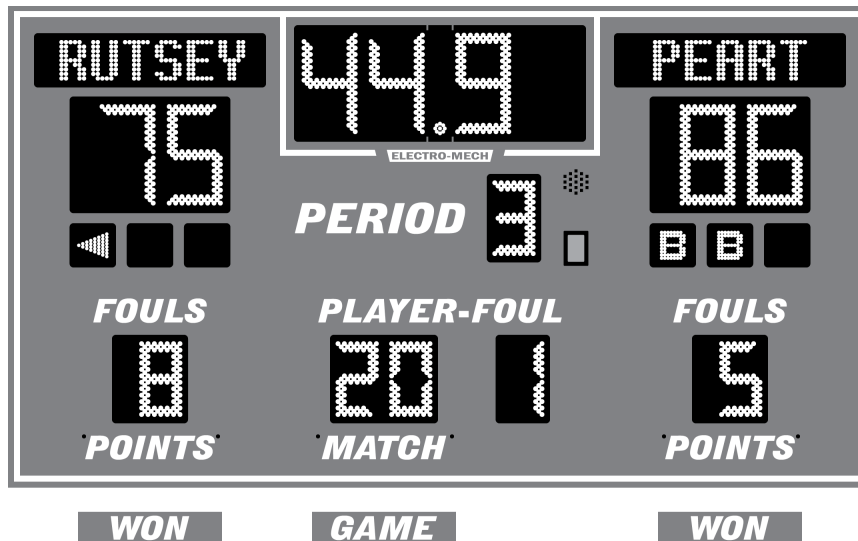 RUTSEY 44.9 PEART
75 86
ELECTRO-MECH
PERIOD 3
B B
FOULS PLAYER-FOUL FOULS
8 20 1 5
POINTS MATCH POINTS
WON GAME WON